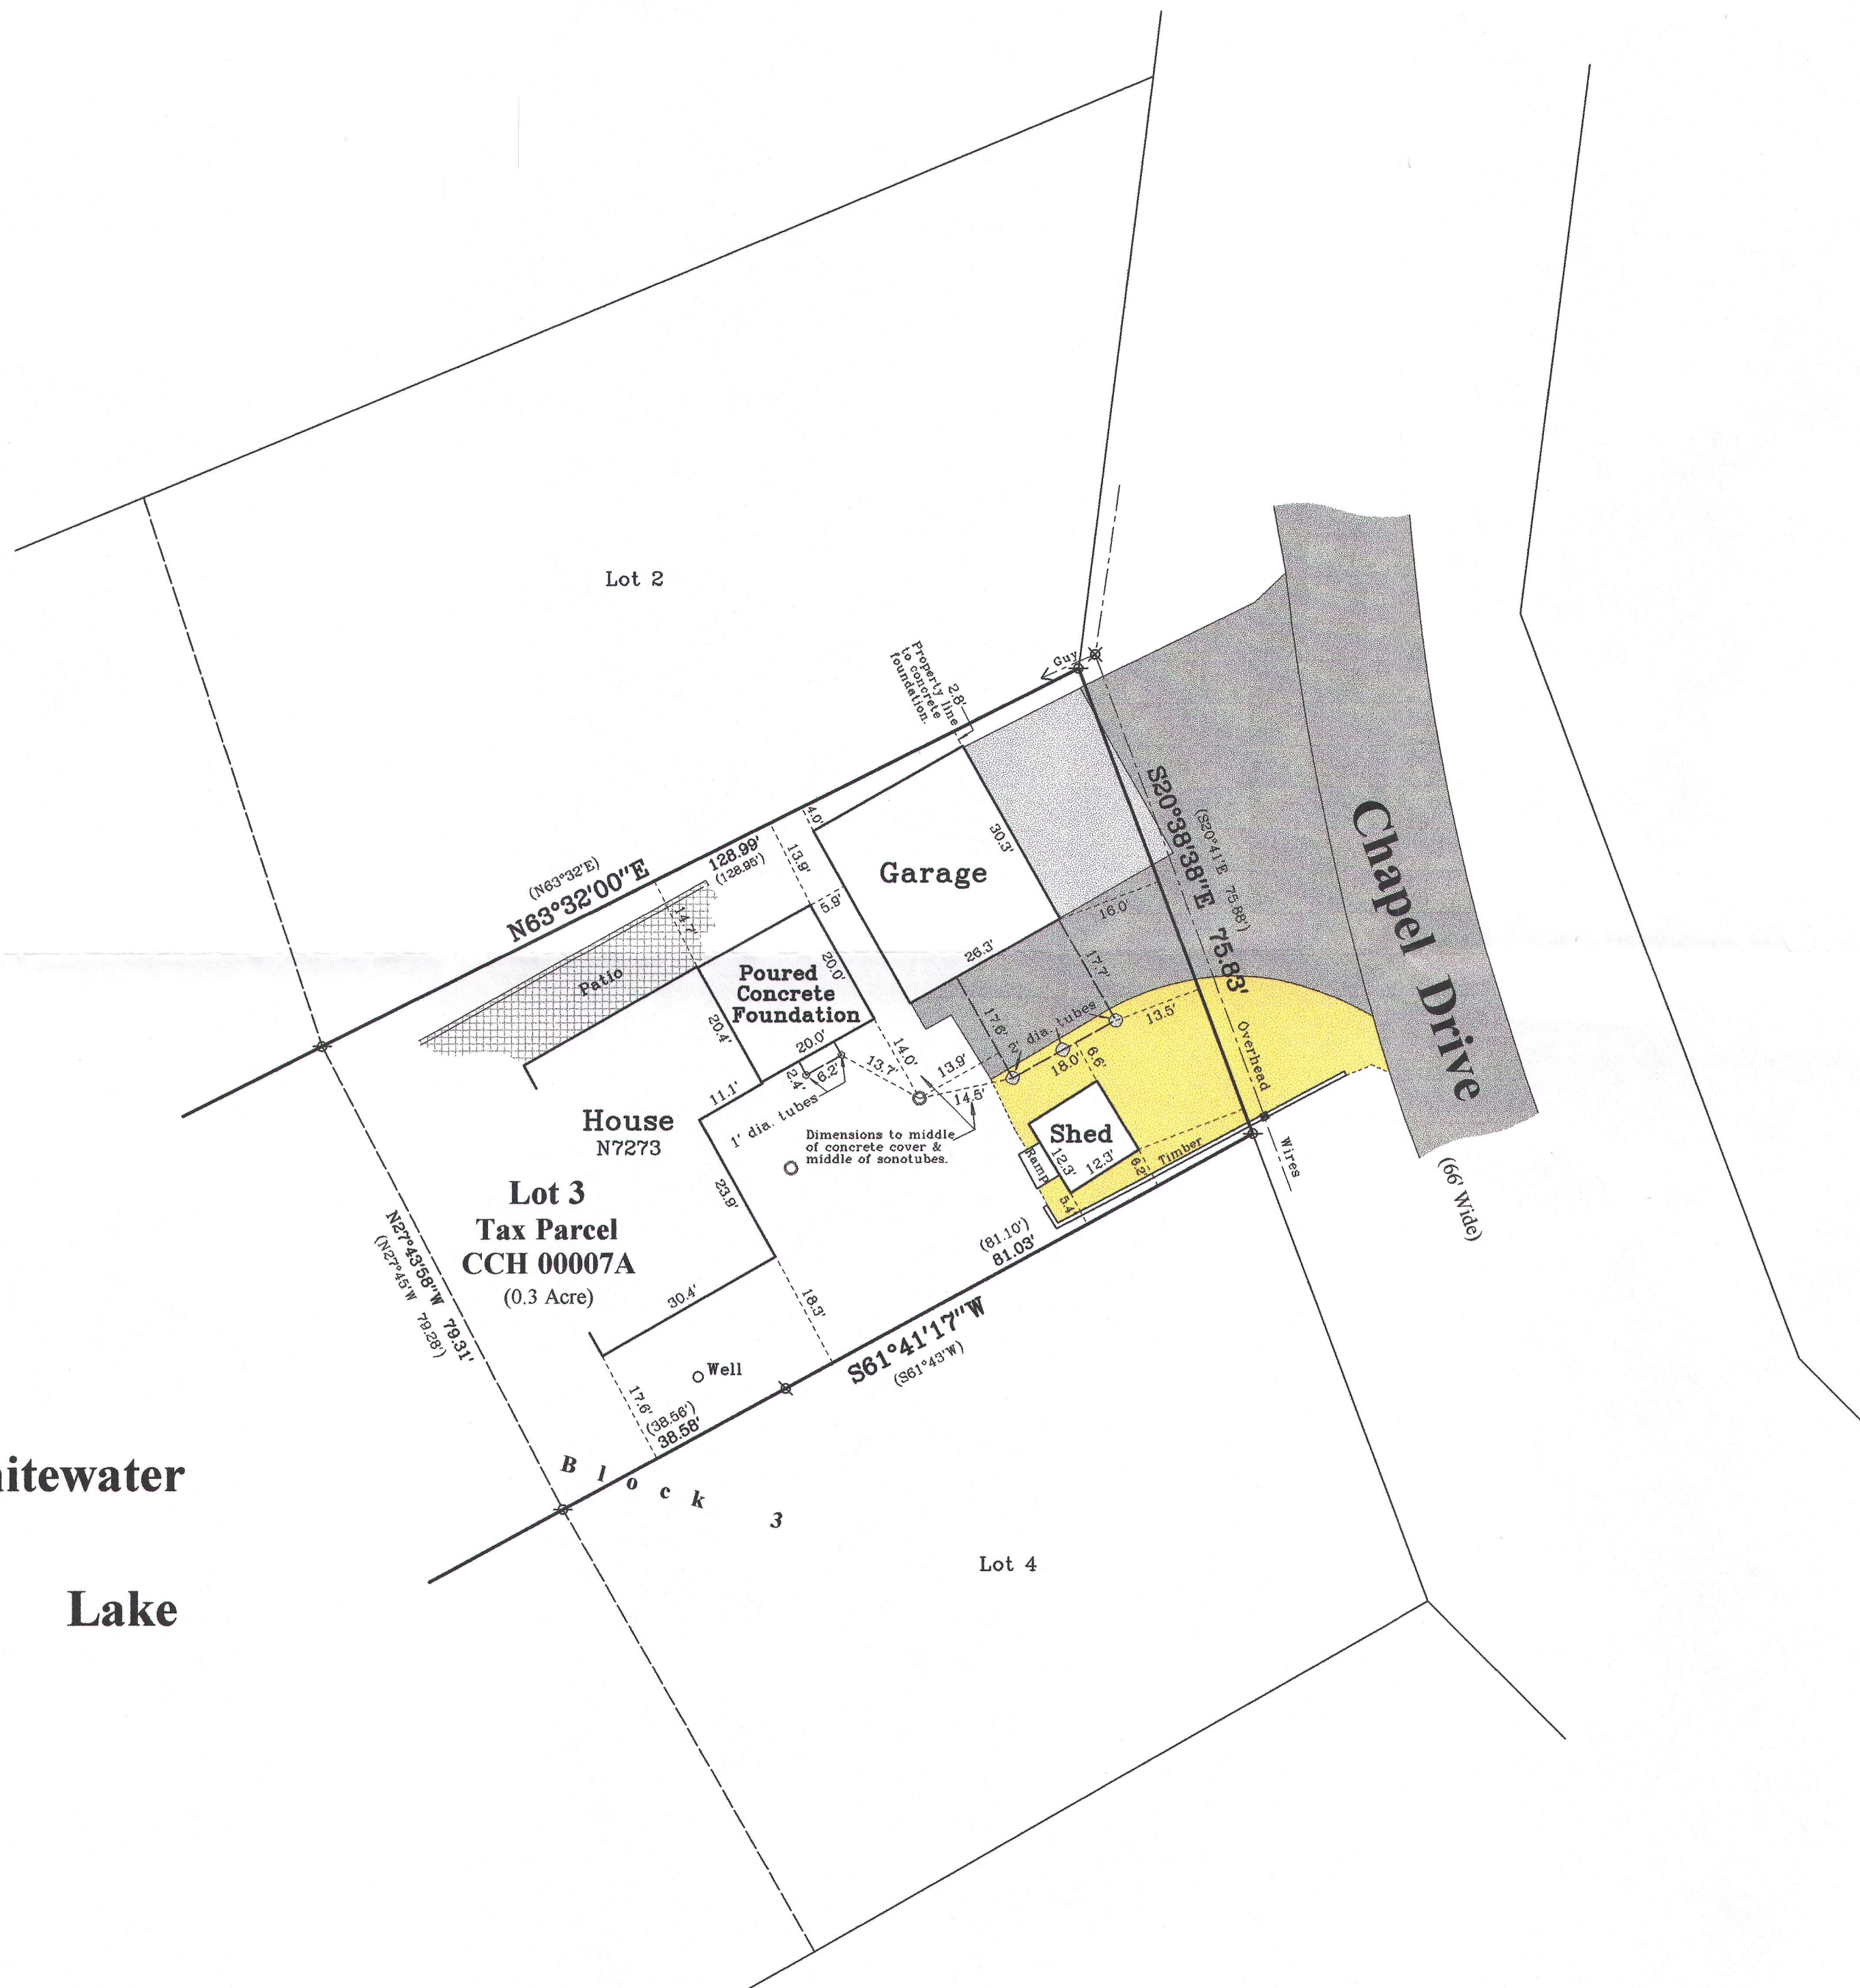 Lot 2
Guy
2.8'
Property line
to concrete
foundation.
(N63°32'E)
N63°32'00"E
128.99'
(128.95')
4.0'
13.9'
14.7'
5.9'
Patio
Garage
30.3'
26.3'
16.0'
17.7'
17.6'
S20°38'38"E 75.83'
(S20°41'E 75.88')
Chapel Drive
(66' Wide)
Poured
Concrete
Foundation
20.0'
20.0'
20.4'
11.1'
2.4'
6.2'
1' dia. tubes
13.7'
14.0'
13.9'
14.5'
2' dia. tubes
18.0'
13.5'
6.6'
Overhead
Wires
Dimensions to middle
of concrete cover &
middle of sonotubes.
House
N7273
23.9'
30.4'
18.3'
Shed
12.3'
12.3'
Ramp
6.2'
5.4'
Timber
Lot 3
Tax Parcel
CCH 00007A
(0.3 Acre)
N27°43'58"W 79.31'
(N27°45'W 79.28')
Well
17.6'
(38.56')
38.58'
(81.10')
81.03'
S61°41'17"W
(S61°43'W)
Block 3
Lot 4
itewater
Lake